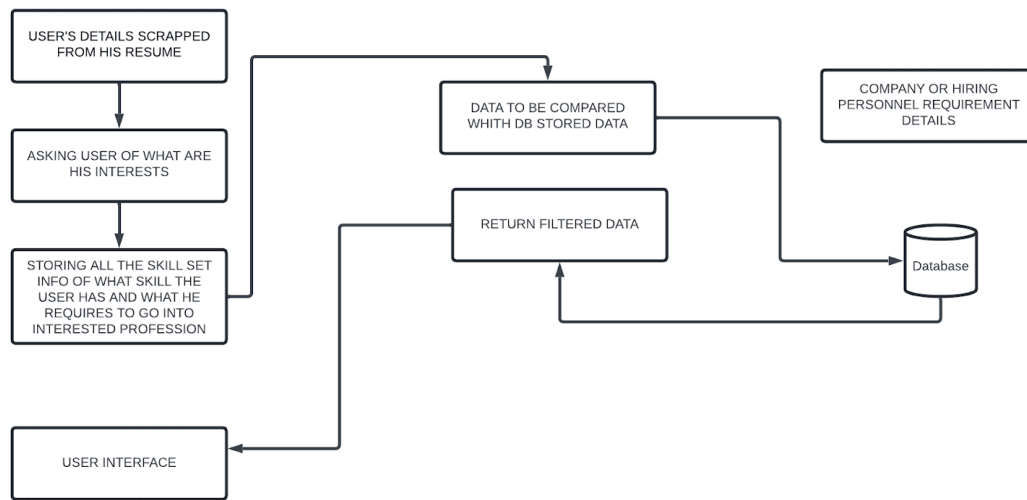 USER'S DETAILS SCRAPPED
FROM HIS RESUME
ASKING USER OF WHAT ARE
HIS INTERESTS
STORING ALL THE SKILL SET
INFO OF WHAT SKILL THE
USER HAS AND WHAT HE
REQUIRES TO GO INTO
INTERESTED PROFESSION
DATA TO BE COMPARED
WHITH DB STORED DATA
COMPANY OR HIRING
PERSONNEL REQUIREMENT
DETAILS
Database
RETURN FILTERED DATA
USER INTERFACE